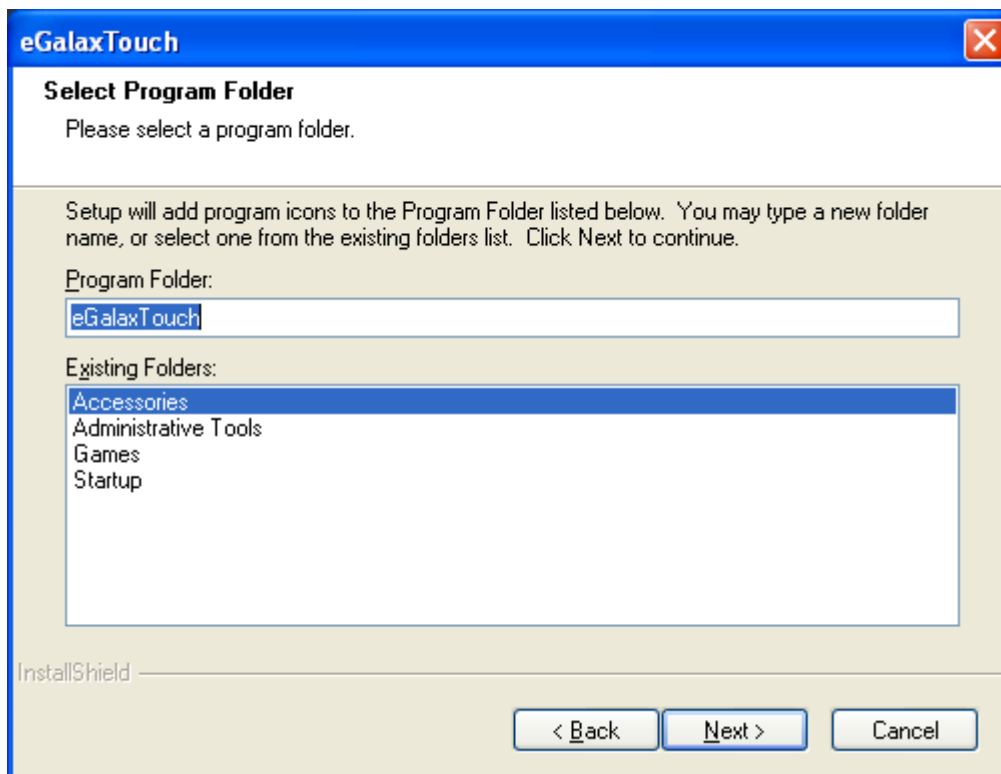 eGalaxTouch
Select Program Folder
Please select a program folder.
Setup will add program icons to the Program Folder listed below.  You may type a new folder
name, or select one from the existing folders list.  Click Next to continue.
Program Folder:
eGalaxTouch
Existing Folders:
Accessories
Administrative Tools
Games
Startup
InstallShield
< Back
Next >
Cancel